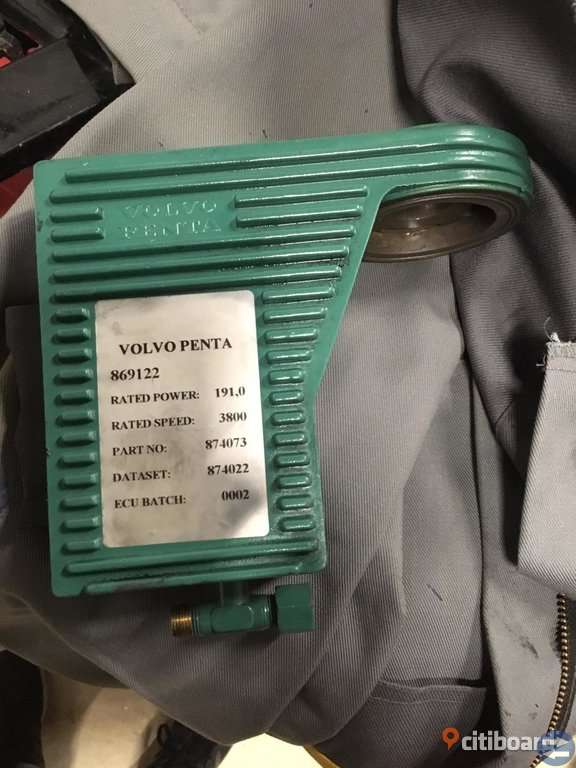 VOLVO
PENTA
VOLVO PENTA
869122
RATED POWER: 191,0
RATED SPEED: 3800
PART NO: 874073
DATASET: 874022
ECU BATCH: 0002
citiboard